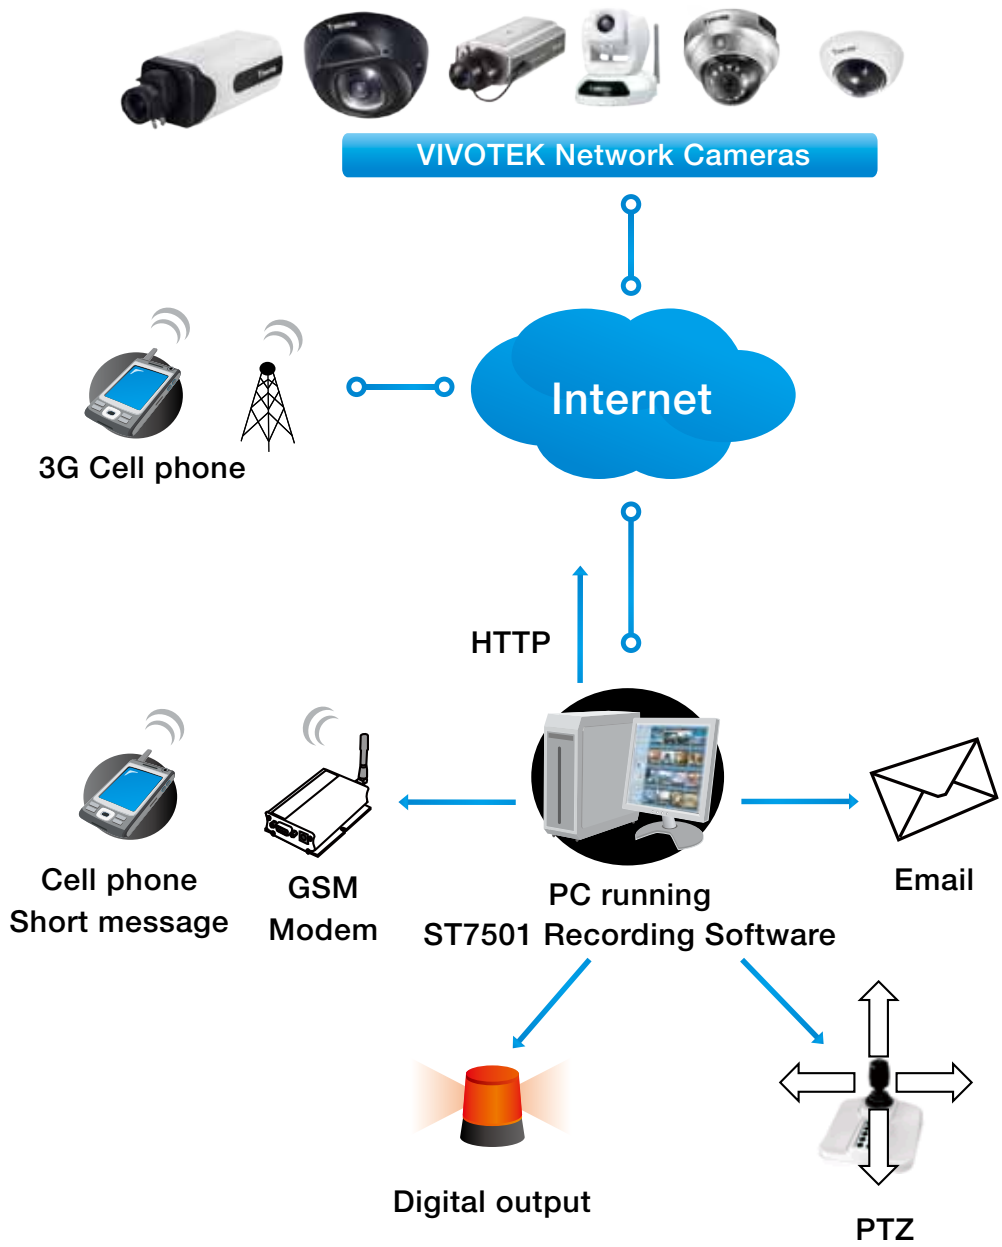 VIVOTEK Network Cameras
Internet
3G Cell phone
HTTP
Cell phone
Short message
GSM
Modem
PC running
ST7501 Recording Software
Email
Digital output
PTZ